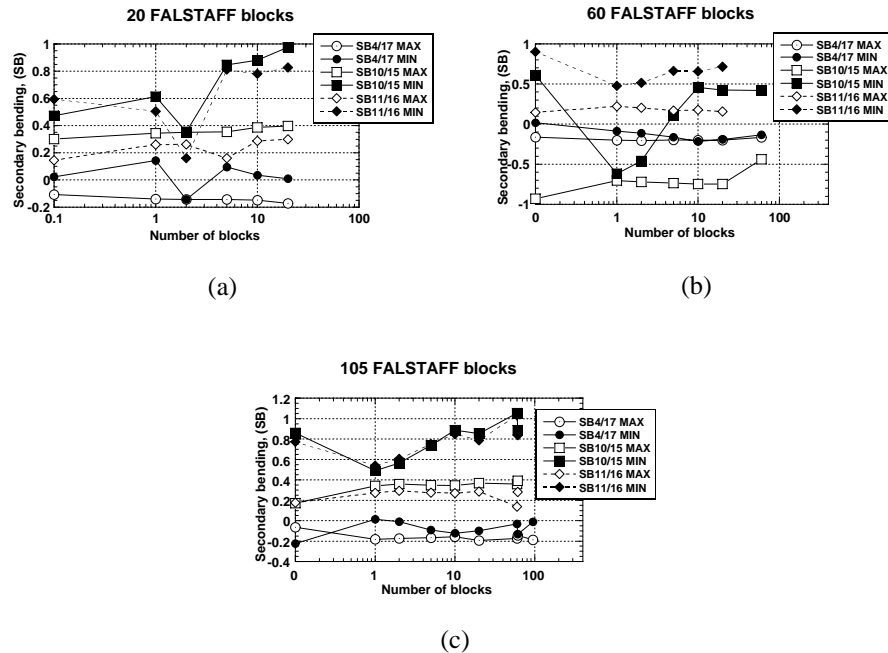 20 FALSTAFF blocks
Secondary bending, (SB)
1
0.8
0.6
0.4
0.2
0
-0.2
0.1
1
10
100
Number of blocks
SB4/17 MAX
SB4/17 MIN
SB10/15 MAX
SB10/15 MIN
SB11/16 MAX
SB11/16 MIN
(a)
60 FALSTAFF blocks
Secondary bending, (SB)
1
0.5
0
-0.5
-1
0
1
10
100
Number of blocks
SB4/17 MAX
SB4/17 MIN
SB10/15 MAX
SB10/15 MIN
SB11/16 MAX
SB11/16 MIN
(b)
105 FALSTAFF blocks
Secondary bending, (SB)
1.2
1
0.8
0.6
0.4
0.2
0
-0.2
-0.4
0
1
10
100
Number of blocks
SB4/17 MAX
SB4/17 MIN
SB10/15 MAX
SB10/15 MIN
SB11/16 MAX
SB11/16 MIN
(c)